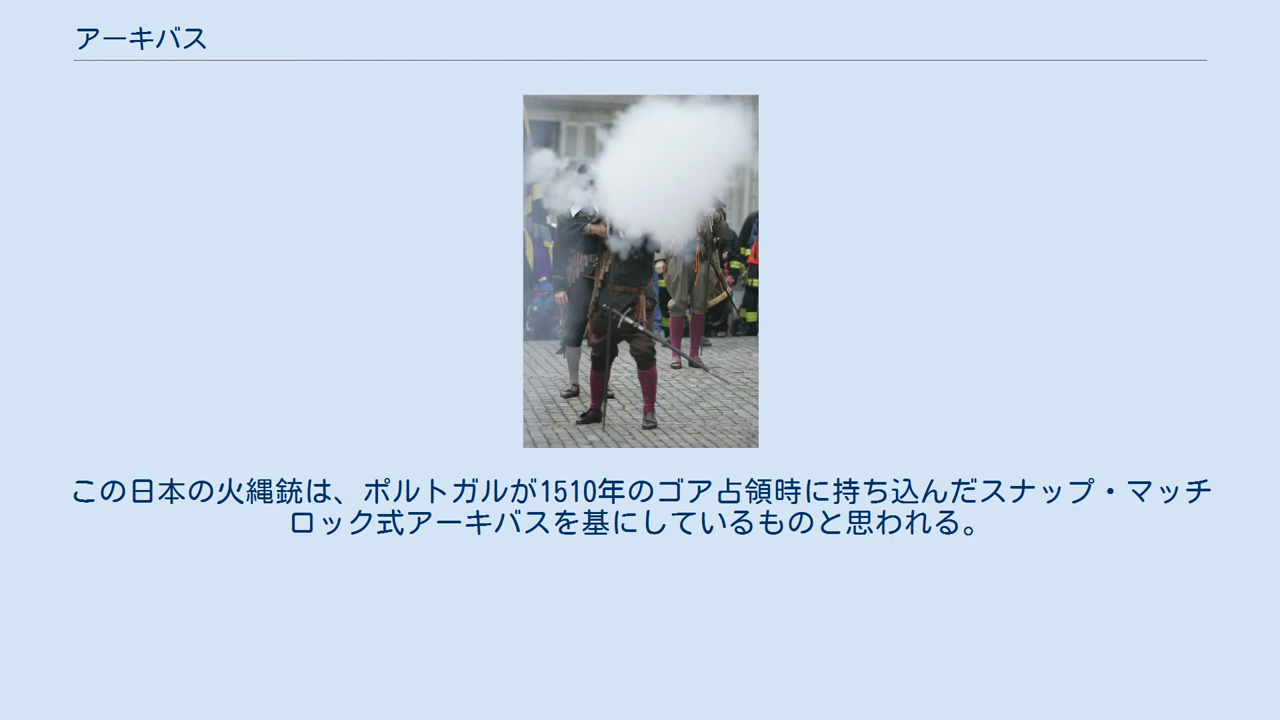 アーキバス
この日本の火縄銃は、ポルトガルが1510年のゴア占領時に持ち込んだスナップ・マッチ
ロック式アーキバスを基にしているものと思われる。